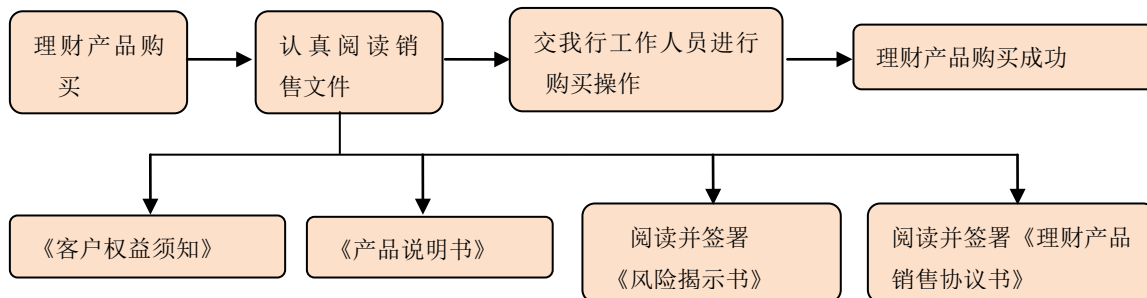 理财产品购
买
认真阅读销
售文件
交我行工作人员进行
购买操作
理财产品购买成功
《客户权益须知》
《产品说明书》
阅读并签署
《风险揭示书》
阅读并签署《理财产品
销售协议书》